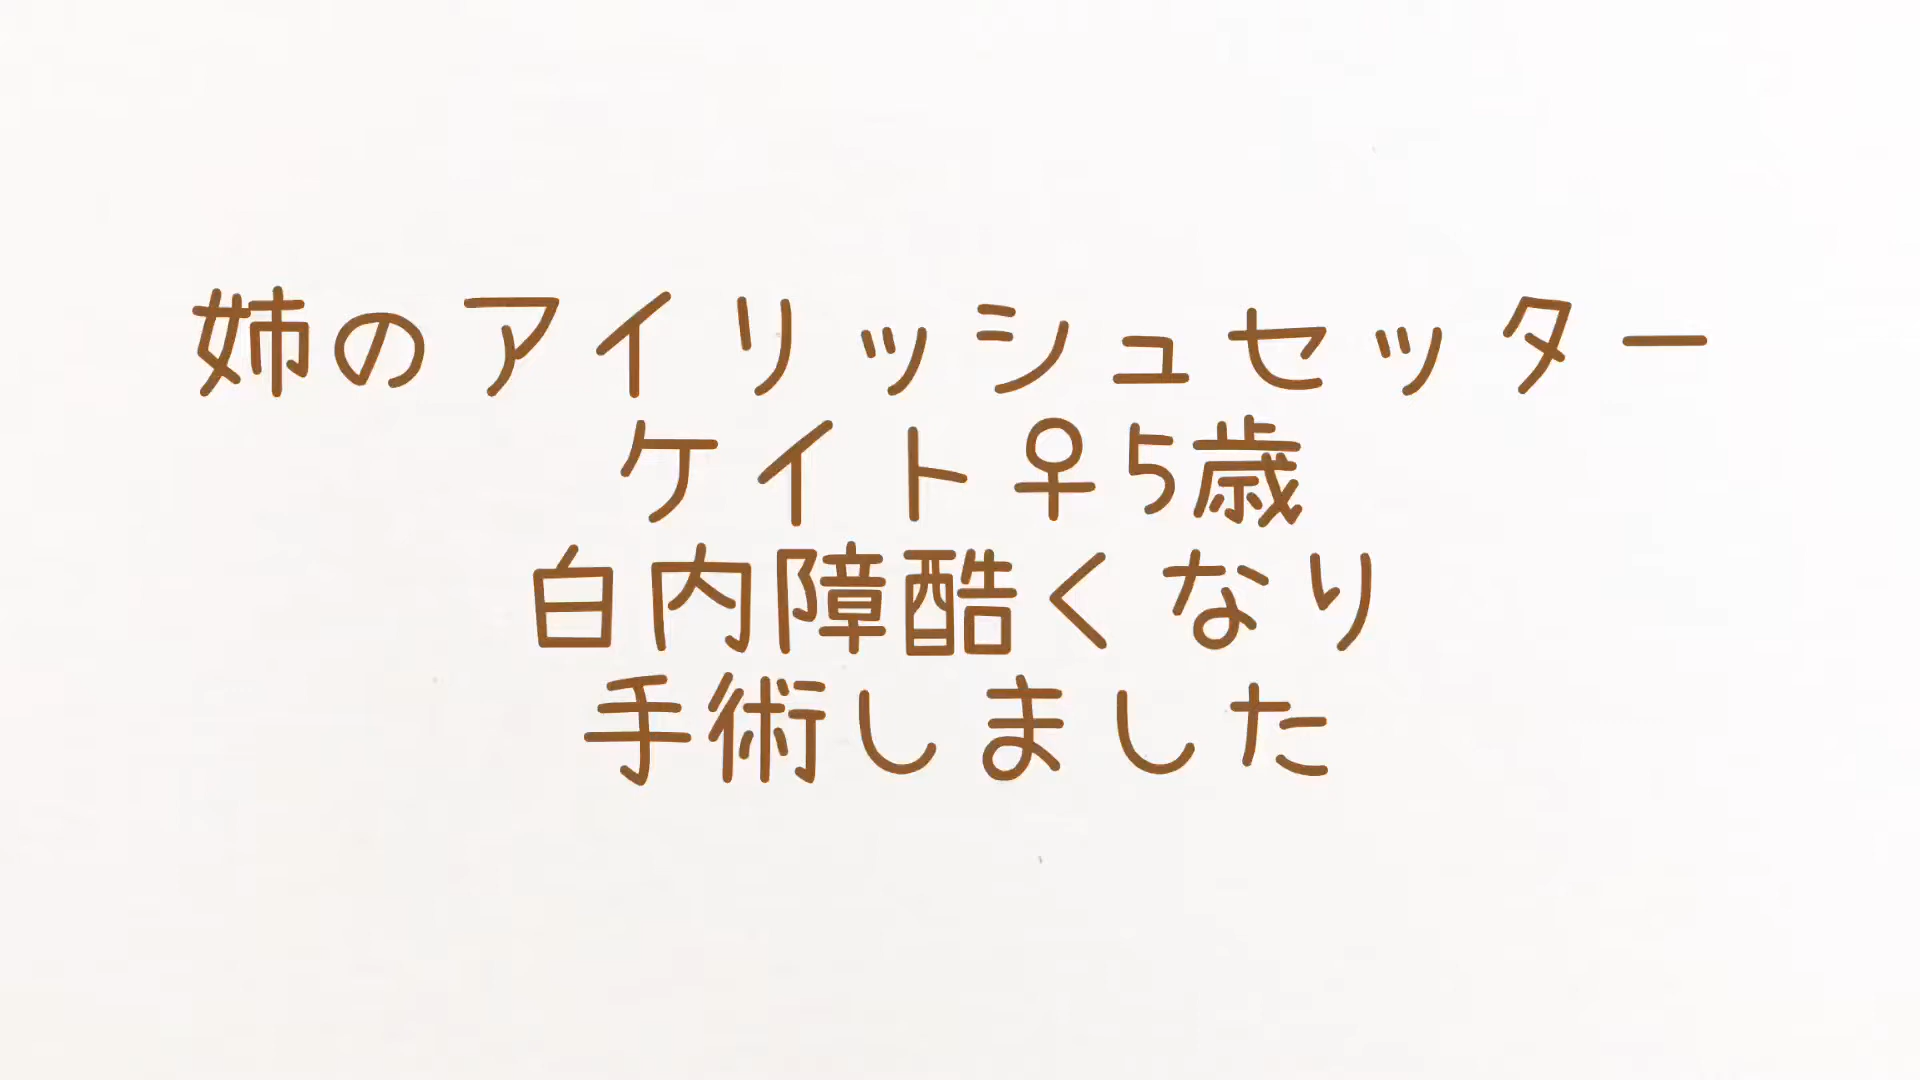 姉のアイリッシュセッター
ケイト♀5歳
白内障酷くなり
手術しました